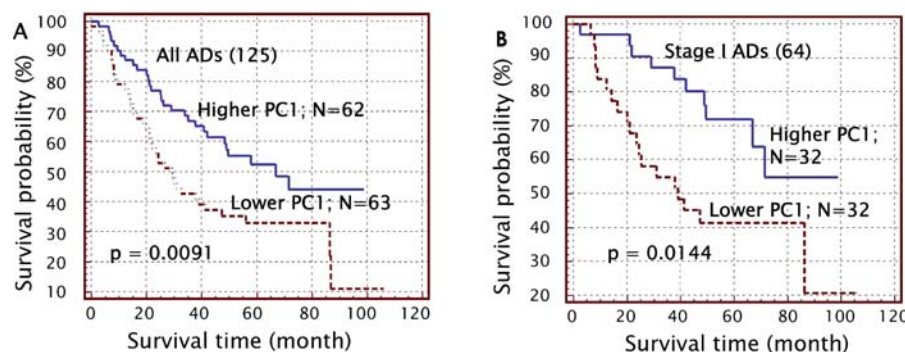 A
All ADs (125)
Higher PC1; N=62
Lower PC1; N=63
p = 0.0091
Survival probability (%)
100
90
80
70
60
50
40
30
20
10
0 20 40 60 80 100 120
Survival time (month)
B
Stage I ADs (64)
Higher PC1;
N=32
Lower PC1; N=32
p = 0.0144
Survival probability (%)
100
90
80
70
60
50
40
30
20
0 20 40 60 80 100 120
Survival time (month)